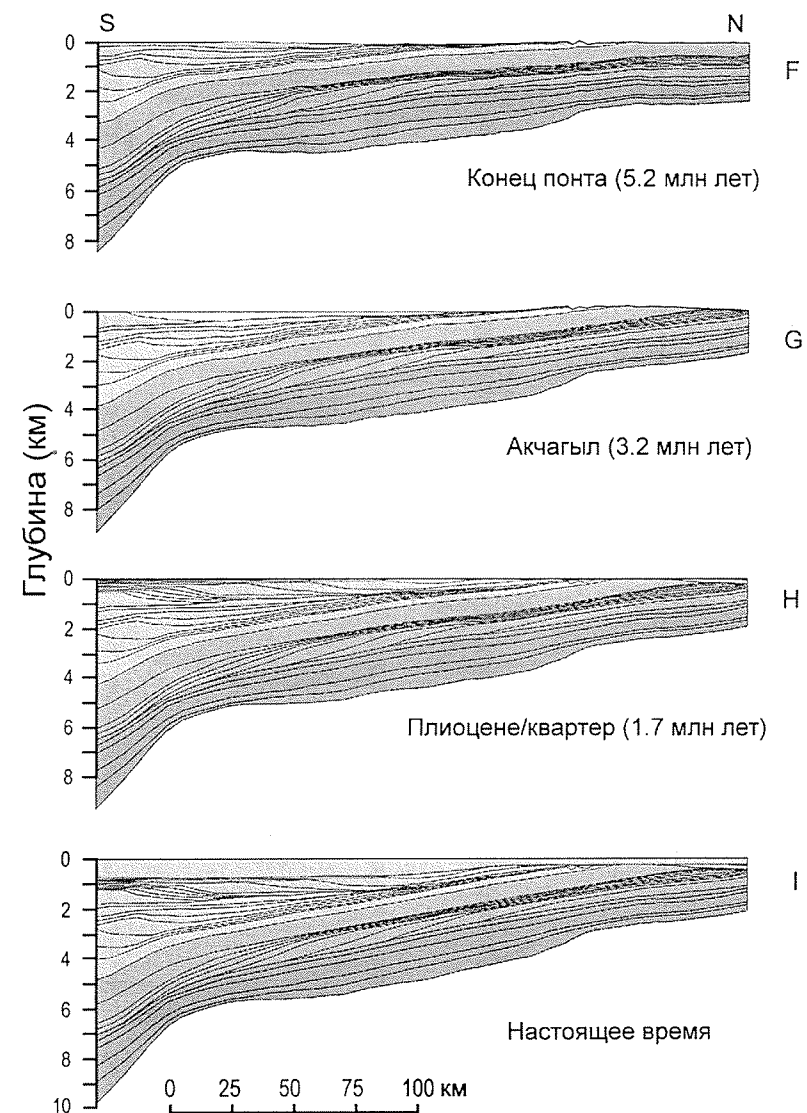 S N
0
2
4
6
8
F
Конец понта (5.2 млн лет)
0
2
4
6
8
G
Акчагыл (3.2 млн лет)
Глубина (км)
0
2
4
6
8
H
Плиоцене/квартер (1.7 млн лет)
0
2
4
6
8
10
I
Настоящее время
0 25 50 75 100 км